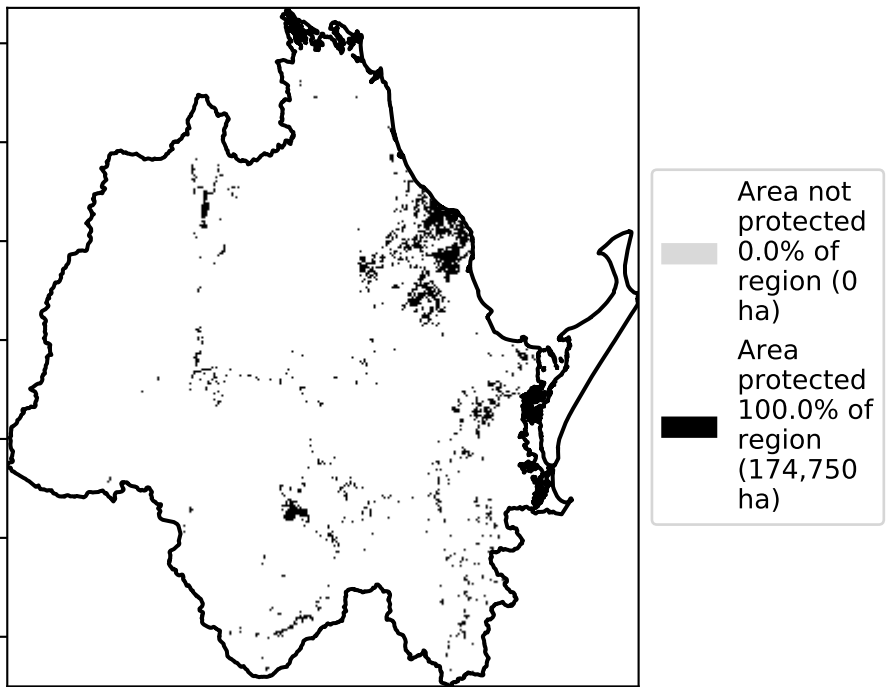 Area not
protected
0.0% of
region (0
ha)
Area
protected
100.0% of
region
(174,750
ha)